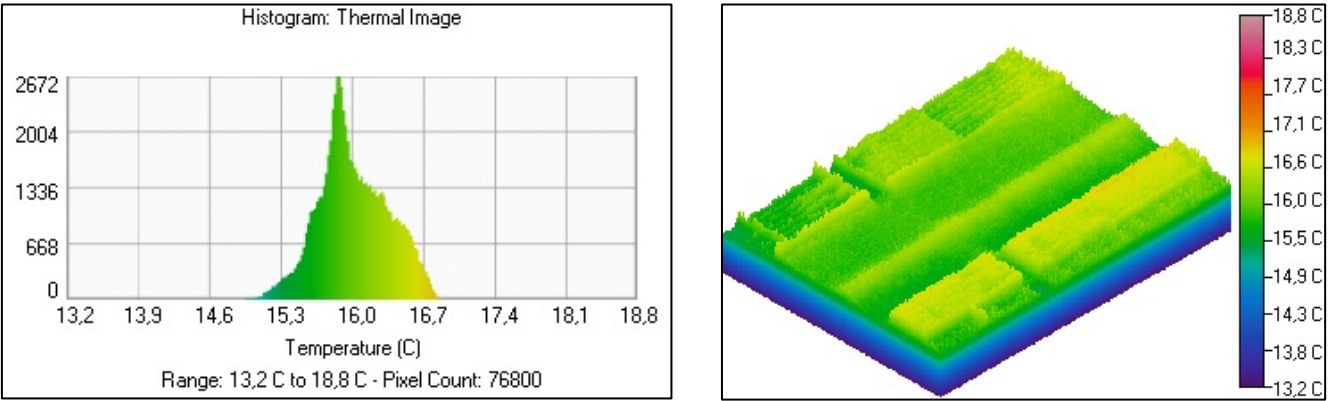 Histogram: Thermal Image
2672
2004
1336
668
0
13,2 13,9 14,6 15,3 16,0 16,7 17,4 18,1 18,8
Temperature (C)
Range: 13,2 C to 18,8 C - Pixel Count: 76800
18,8 C
18,3 C
17,7 C
17,1 C
16,6 C
16,0 C
15,5 C
14,9 C
14,3 C
13,8 C
13,2 C